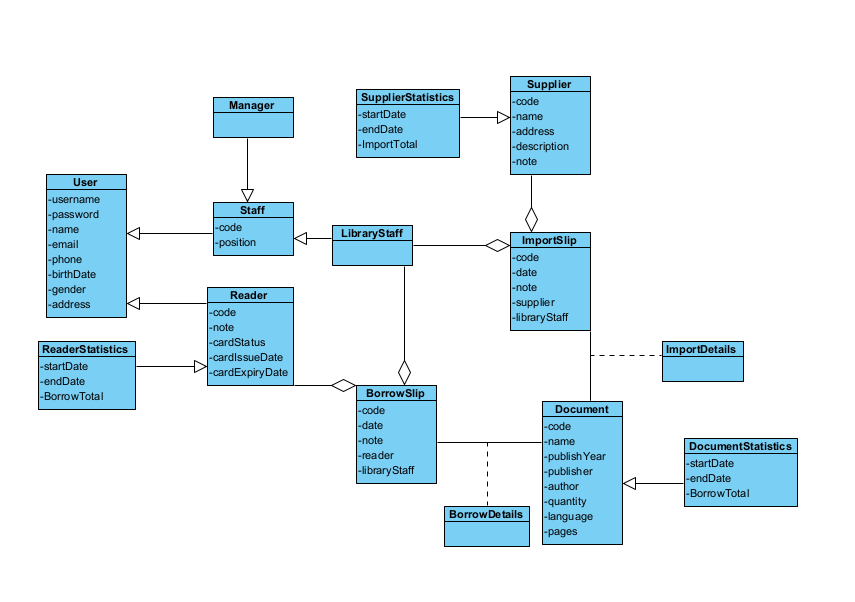 Supplier
-code
-name
-address
-description
-note
SupplierStatistics
-startDate
-endDate
-ImportTotal
Manager
User
-username
-password
-name
-email
-phone
-birthDate
-gender
-address
Staff
-code
-position
LibraryStaff
ImportSlip
-code
-date
-note
-supplier
-libraryStaff
Reader
-code
-note
-cardStatus
-cardIssueDate
-cardExpiryDate
ReaderStatistics
-startDate
-endDate
-BorrowTotal
ImportDetails
BorrowSlip
-code
-date
-note
-reader
-libraryStaff
Document
-code
-name
-publishYear
-publisher
-author
-quantity
-language
-pages
DocumentStatistics
-startDate
-endDate
-BorrowTotal
BorrowDetails